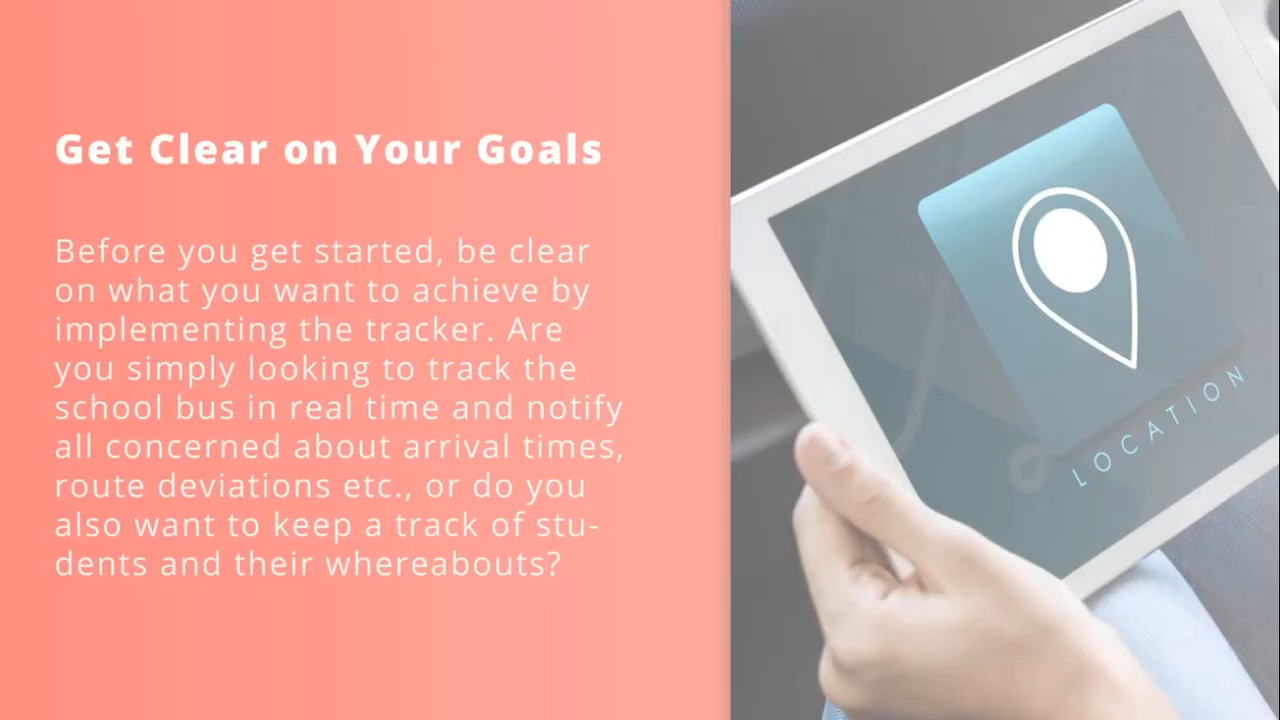 Get Clear on Your Goals
Before you get started, be clear
on what you want to achieve by
implementing the tracker. Are
you simply looking to track the
school bus in real time and notify
all concerned about arrival times,
route deviations etc., or do you
also want to keep a track of stu-
dents and their whereabouts?
LOCATION